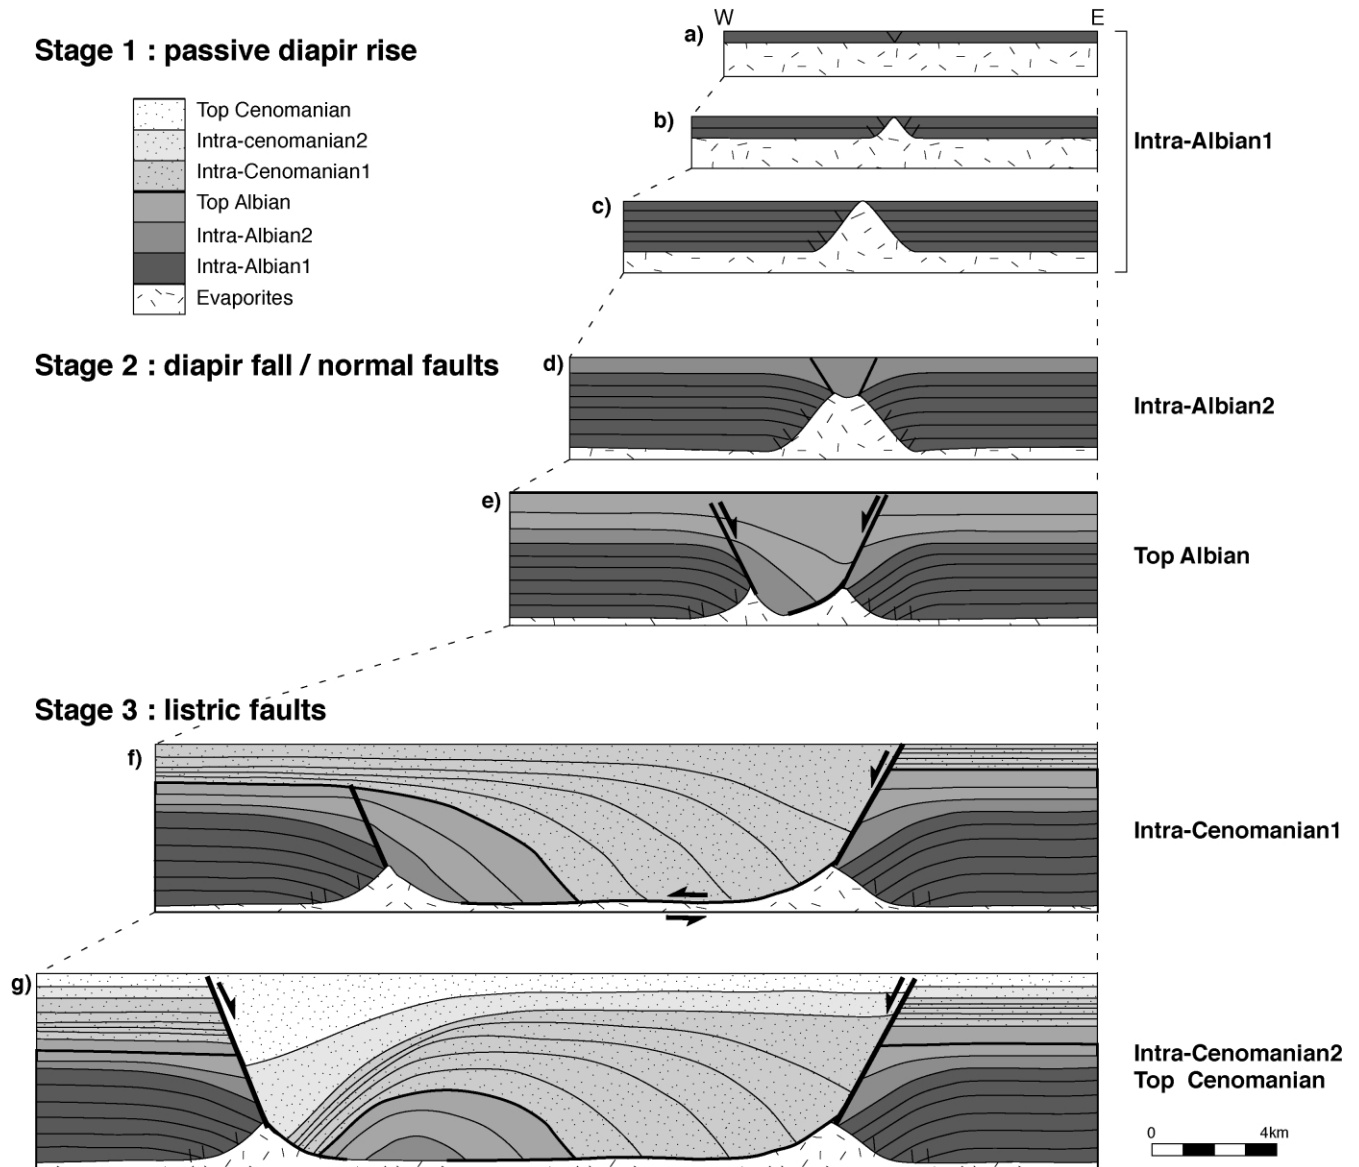 W E
a)
Stage 1 : passive diapir rise
Top Cenomanian
Intra-cenomanian2
Intra-Cenomanian1
Top Albian
Intra-Albian2
Intra-Albian1
Evaporites
b)
Intra-Albian1
c)
Stage 2 : diapir fall / normal faults
d)
Intra-Albian2
e)
Top Albian
Stage 3 : listric faults
f)
Intra-Cenomanian1
g)
Intra-Cenomanian2
Top Cenomanian
0 4km